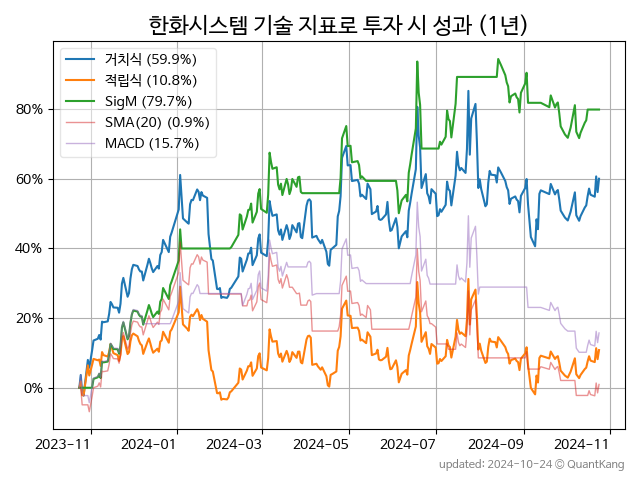 한화시스템 기술 지표로 투자 시 성과 (1년)
거치식 (59.9%)
적립식 (10.8%)
SigM (79.7%)
SMA(20) (0.9%)
MACD (15.7%)
80%
60%
40%
20%
0%
2023-11 2024-01 2024-03 2024-05 2024-07 2024-09 2024-11
updated: 2024-10-24 © QuantKang